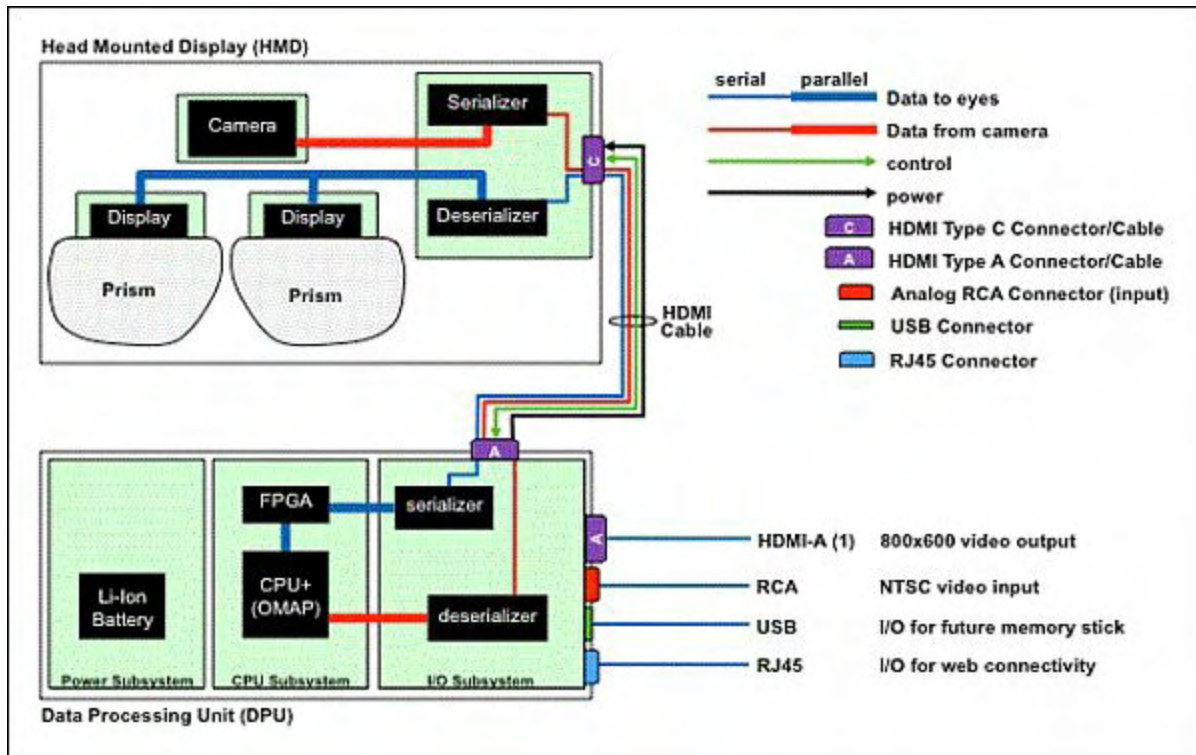 Head Mounted Display (HMD)
Camera
Serializer
C
Display
Display
Deserializer
Prism
Prism
HDMI
Cable
serial parallel
Data to eyes
Data from camera
control
power
C HDMI Type C Connector/Cable
A HDMI Type A Connector/Cable
Analog RCA Connector (input)
USB Connector
RJ45 Connector
A
FPGA
serializer
Li-Ion
Battery
CPU+
(OMAP)
deserializer
Power Subsystem
CPU Subsystem
I/O Subsystem
A
HDMI-A (1) 800x600 video output
RCA NTSC video input
USB I/O for future memory stick
RJ45 I/O for web connectivity
Data Processing Unit (DPU)